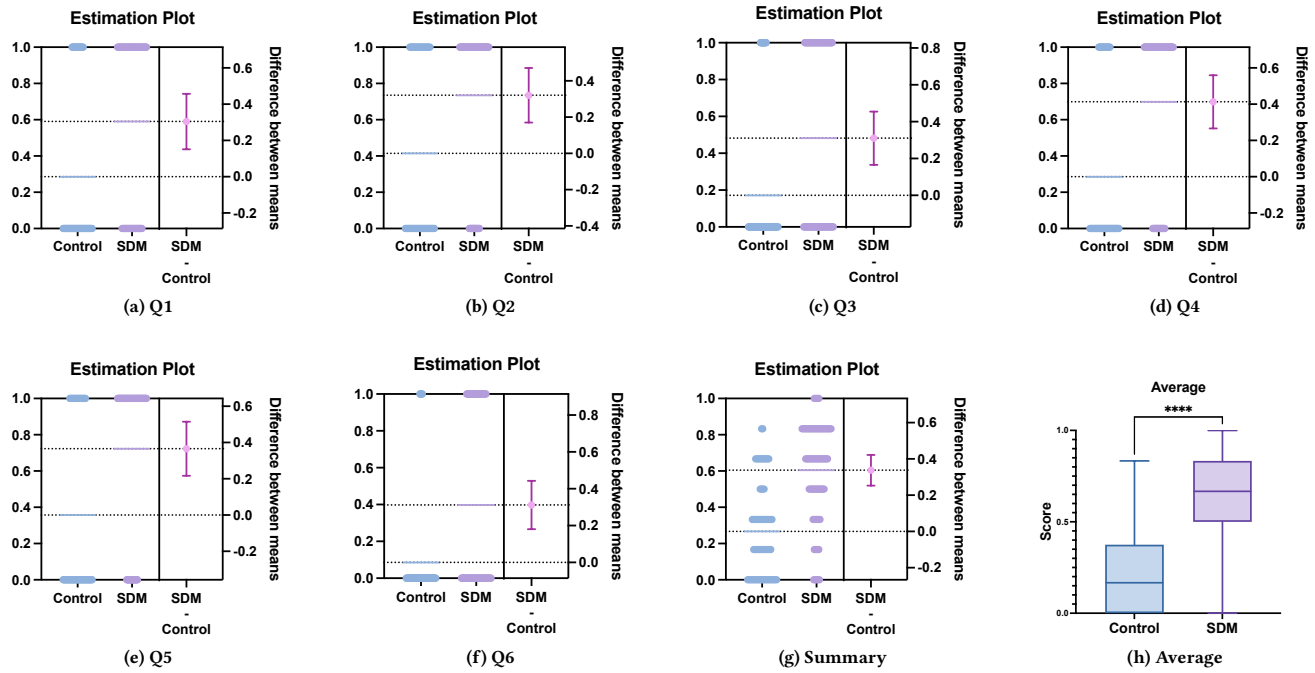 Estimation Plot
1.0
0.8
0.6
0.4
0.2
0.0
0.6
0.4
0.2
0.0
-0.2
Difference between means
Control
SDM
SDM
-
Control
(a) Q1
Estimation Plot
1.0
0.8
0.6
0.4
0.2
0.0
0.4
0.2
0.0
-0.2
-0.4
Difference between means
Control
SDM
SDM
-
Control
(b) Q2
Estimation Plot
1.0
0.8
0.6
0.4
0.2
0.0
0.8
0.6
0.4
0.2
0.0
Difference between means
Control
SDM
SDM
-
Control
(c) Q3
Estimation Plot
1.0
0.8
0.6
0.4
0.2
0.0
0.6
0.4
0.2
0.0
-0.2
Difference between means
Control
SDM
SDM
-
Control
(d) Q4
Estimation Plot
1.0
0.8
0.6
0.4
0.2
0.0
0.6
0.4
0.2
0.0
-0.2
Difference between means
Control
SDM
SDM
-
Control
(e) Q5
Estimation Plot
1.0
0.8
0.6
0.4
0.2
0.0
0.8
0.6
0.4
0.2
0.0
Difference between means
Control
SDM
SDM
-
Control
(f) Q6
Estimation Plot
1.0
0.8
0.6
0.4
0.2
0.0
0.6
0.4
0.2
0.0
-0.2
Difference between means
Control
SDM
SDM
-
Control
(g) Summary
Average
****
1.0
0.5
0.0
Score
Control
SDM
(h) Average